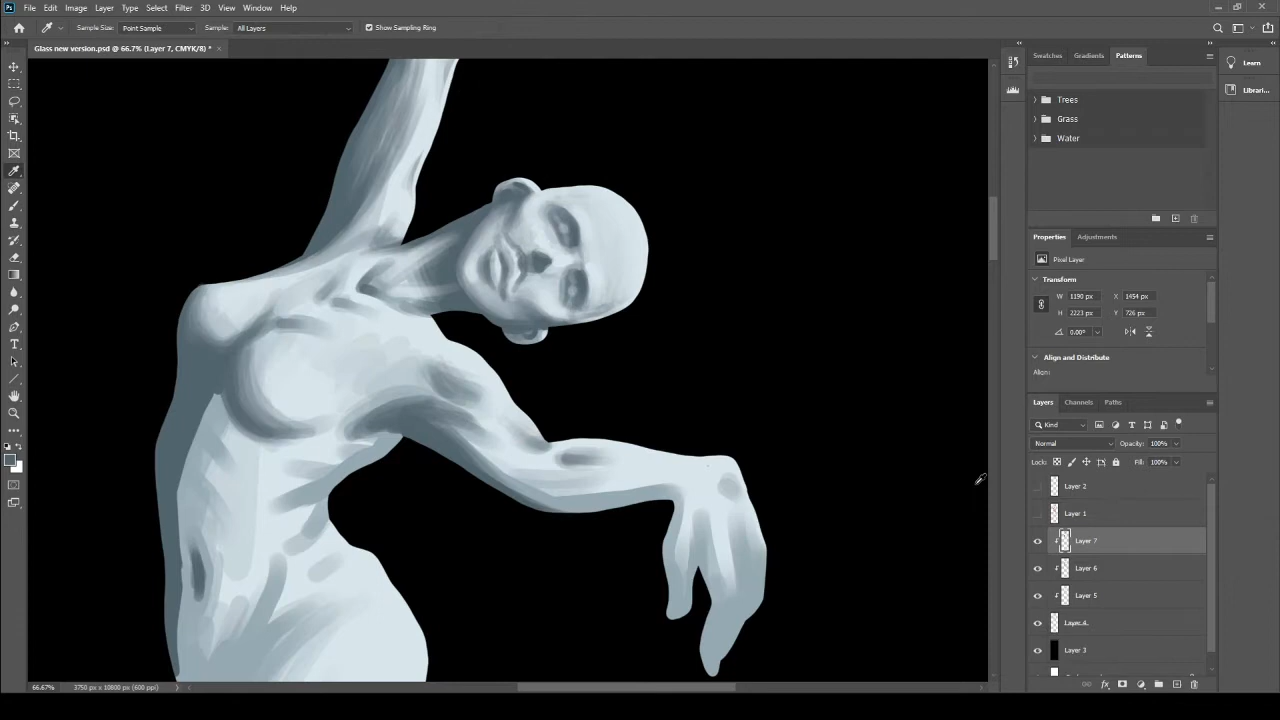 Ps File Edit Image Layer Type Select Filter 3D View Window Help
Sample Size: Point Sample Sample: All Layers Show Sampling Ring
Glass new version.psd @ 66.7% (Layer 7, CMYK/8) *
Swatches Gradients Patterns
Learn
Librari...
Trees
Grass
Water
Properties Adjustments
Pixel Layer
Transform
W 1190 px X 1454 px
H 2223 px Y 726 px
0.00°
Align and Distribute
Align:
Layers Channels Paths
Kind
Normal Opacity: 100%
Lock: Fill: 100%
Layer 2
Layer 1
Layer 7
Layer 6
Layer 5
Layer 4
Layer 3
66.67% 3750 px x 10800 px (600 ppi)